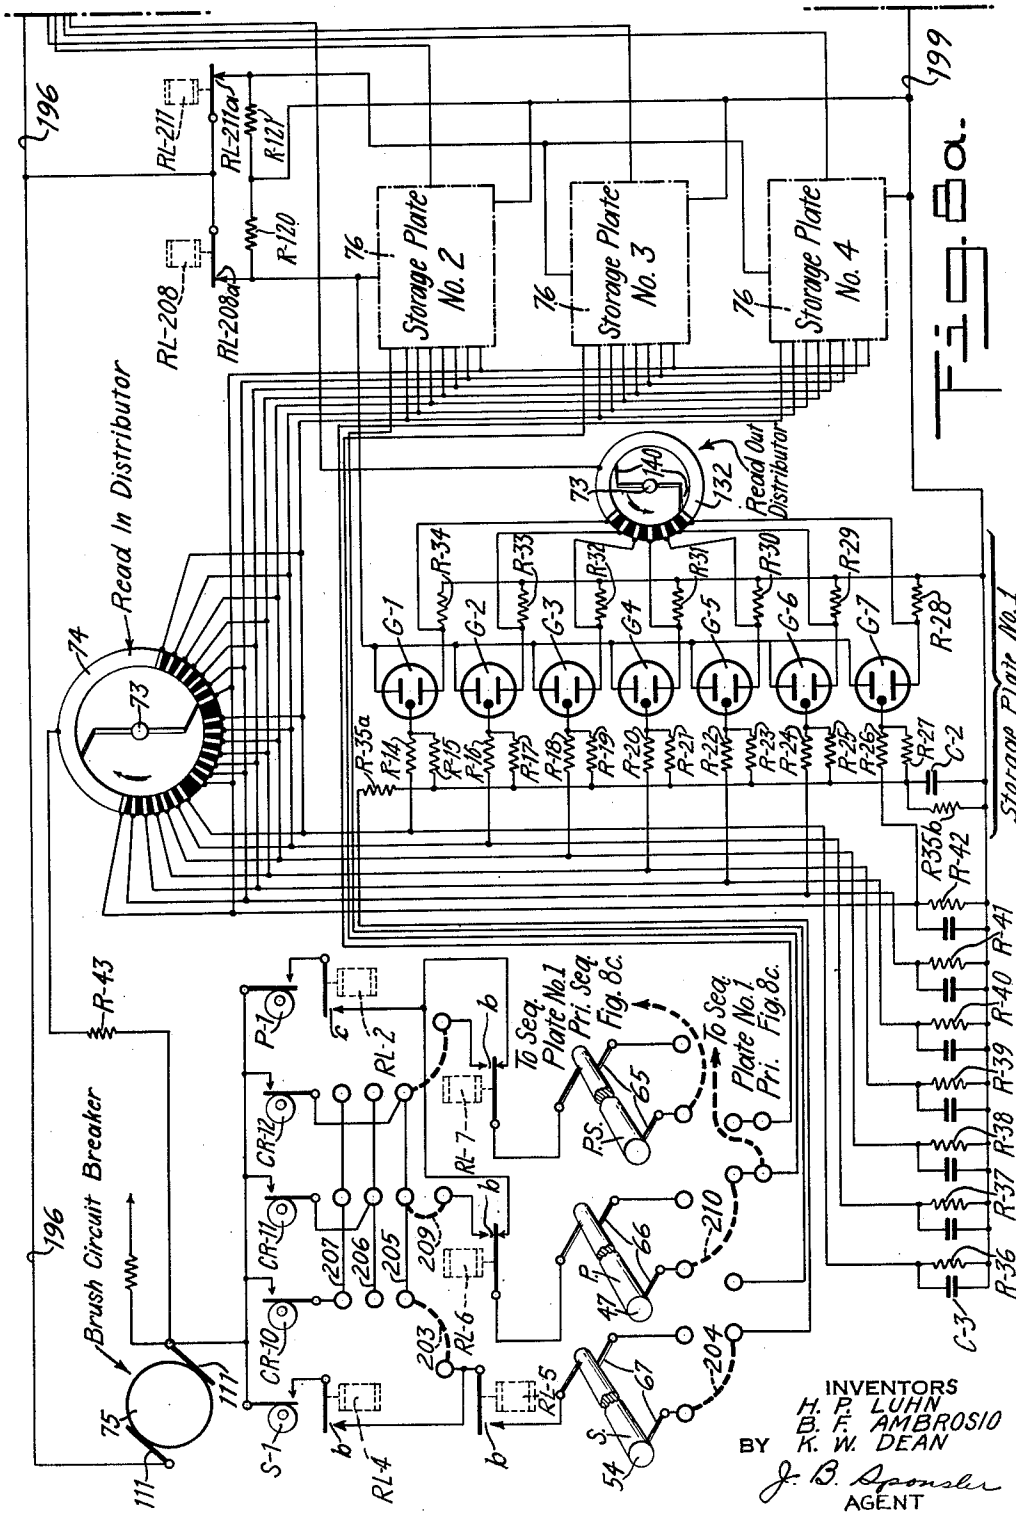 196
RL-211
RL-211a
R-121
RL-208
RL-208a
R-120
199
Fig. 8a.
Read In Distributor
74
73
76
Storage Plate
No. 2
76
Storage Plate
No. 3
76
Storage Plate
No. 4
73
140
132
Read Out
Distributor
G-1
G-2
G-3
G-4
G-5
G-6
G-7
R-34
R-33
R-32
R-31
R-30
R-29
R-28
R-35a
R-14
R-15
R-16
R-17
R-18
R-19
R-20
R-21
R-22
R-23
R-24
R-25
R-26
R-27
C-2
R35b
Storage Plate No. 1
R-42
R-41
R-40
R-39
R-38
R-37
R-36
C-3
R-43
196
Brush Circuit Breaker
75
111
111
S-1
CR-10
CR-11
CR-12
P-1
b
RL-4
c
RL-2
207
206
205
203
209
b
RL-5
RL-6
b
RL-7
b
To Seq.
Plate No.1
Pri. Seq.
Fig. 8c.
To Seq.
Plate No.1.
Pri. Fig. 8c.
54
S.
67
204
47
P.
66
210
P.S.
65
INVENTORS
H. P. LUHN
B. F. AMBROSIO
BY K. W. DEAN
J. B. Sponsler
AGENT